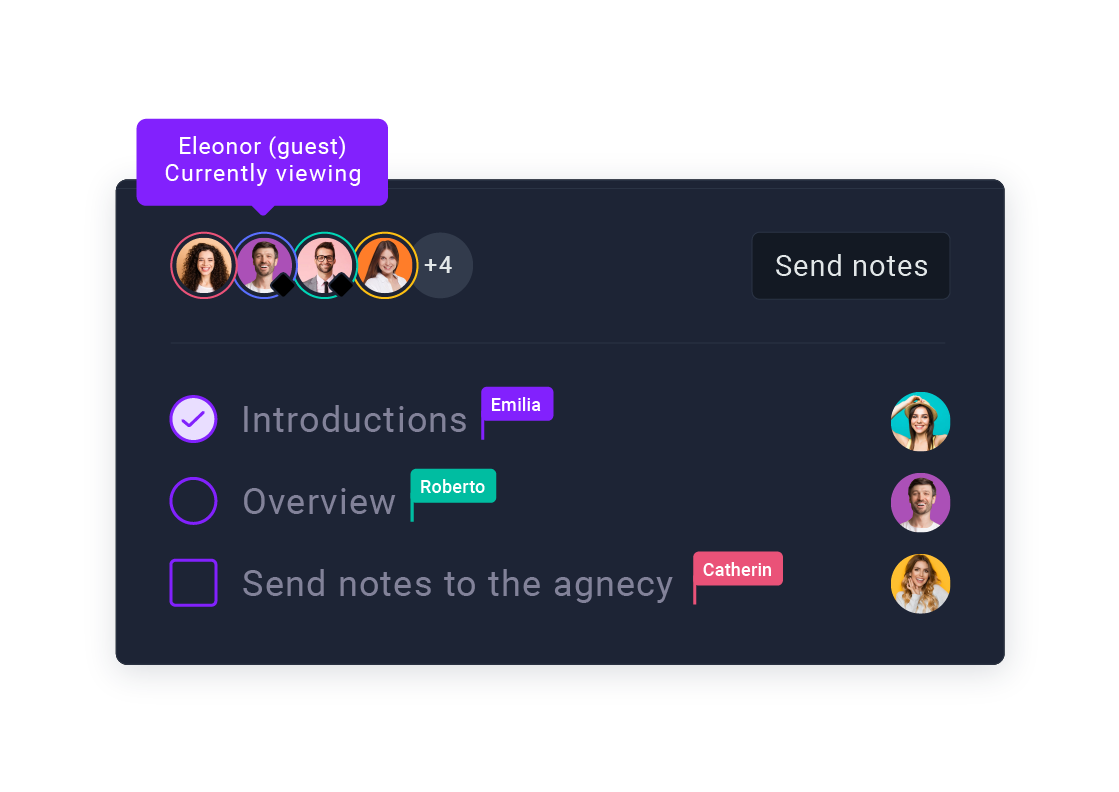 Eleonor (guest)
Currently viewing
+4
Send notes
Introductions
Emilia
Overview
Roberto
Send notes to the agnecy
Catherin